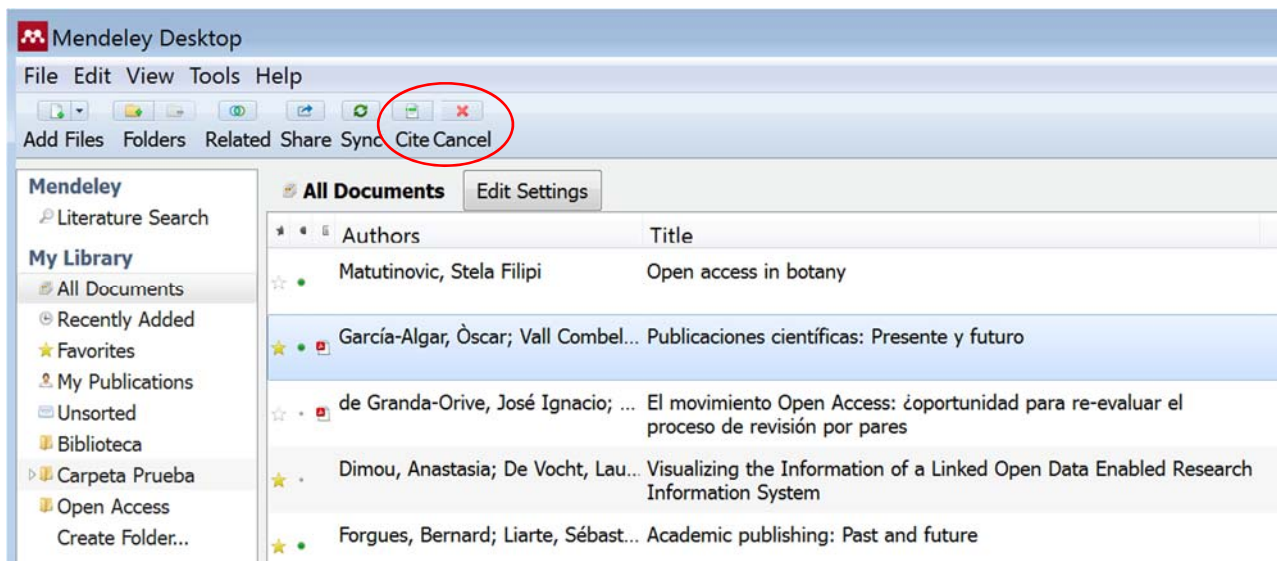 Mendeley Desktop
File Edit View Tools Help
Add Files Folders Related Share Sync Cite Cancel
Mendeley
Literature Search
My Library
All Documents
Recently Added
Favorites
My Publications
Unsorted
Biblioteca
Carpeta Prueba
Open Access
Create Folder...
All Documents Edit Settings
Authors Title
Matutinovic, Stela Filipi Open access in botany
García-Algar, Òscar; Vall Combel... Publicaciones científicas: Presente y futuro
de Granda-Orive, José Ignacio; ... El movimiento Open Access: ¿oportunidad para re-evaluar el
proceso de revisión por pares
Dimou, Anastasia; De Vocht, Lau... Visualizing the Information of a Linked Open Data Enabled Research
Information System
Forgues, Bernard; Liarte, Sébast... Academic publishing: Past and future